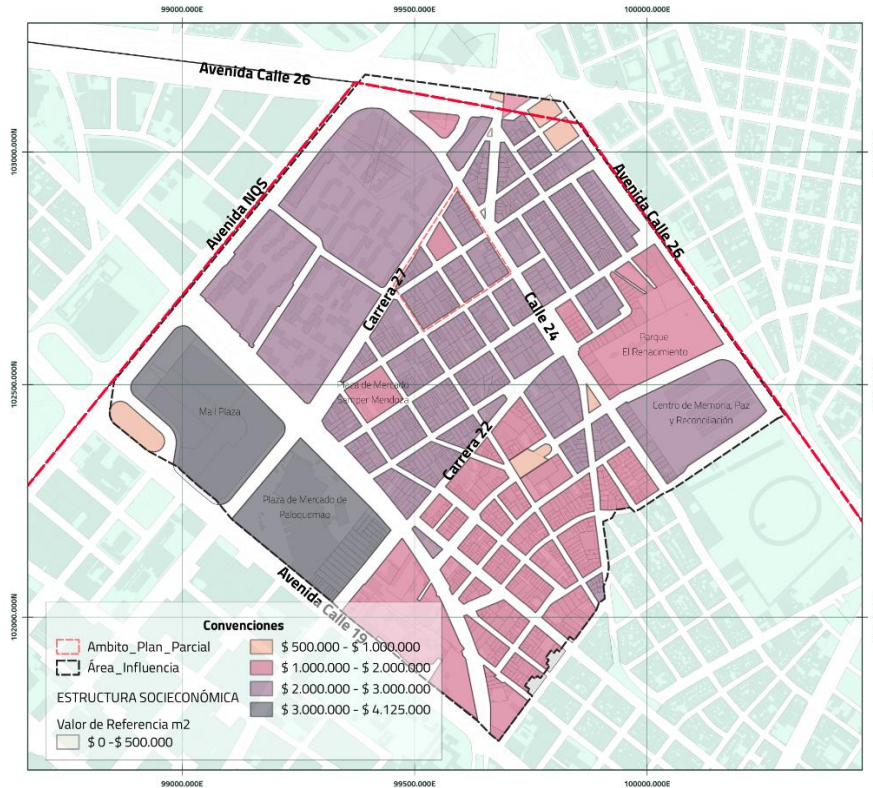 99000.000E
99500.000E
100000.000E
Avenida Calle 26
103000.000N
Avenida NQS
Avenida Calle 26
Carrera 27
Calle 24
Parque
El Renacimiento
102500.000N
Plaza de Mercado
Samper Mendoza
Mall Plaza
Centro de Memoria, Paz
y Reconciliación
Carrera 22
Plaza de Mercado de
Paloquemao
Avenida Calle 19
102000.000N
Convenciones
Ambito_Plan_Parcial
Área_Influencia
ESTRUCTURA SOCIECONÓMICA
Valor de Referencia m2
$ 0 -$ 500.000
$ 500.000 - $ 1.000.000
$ 1.000.000 - $ 2.000.000
$ 2.000.000 - $ 3.000.000
$ 3.000.000 - $ 4.125.000
99000.000E
99500.000E
100000.000E